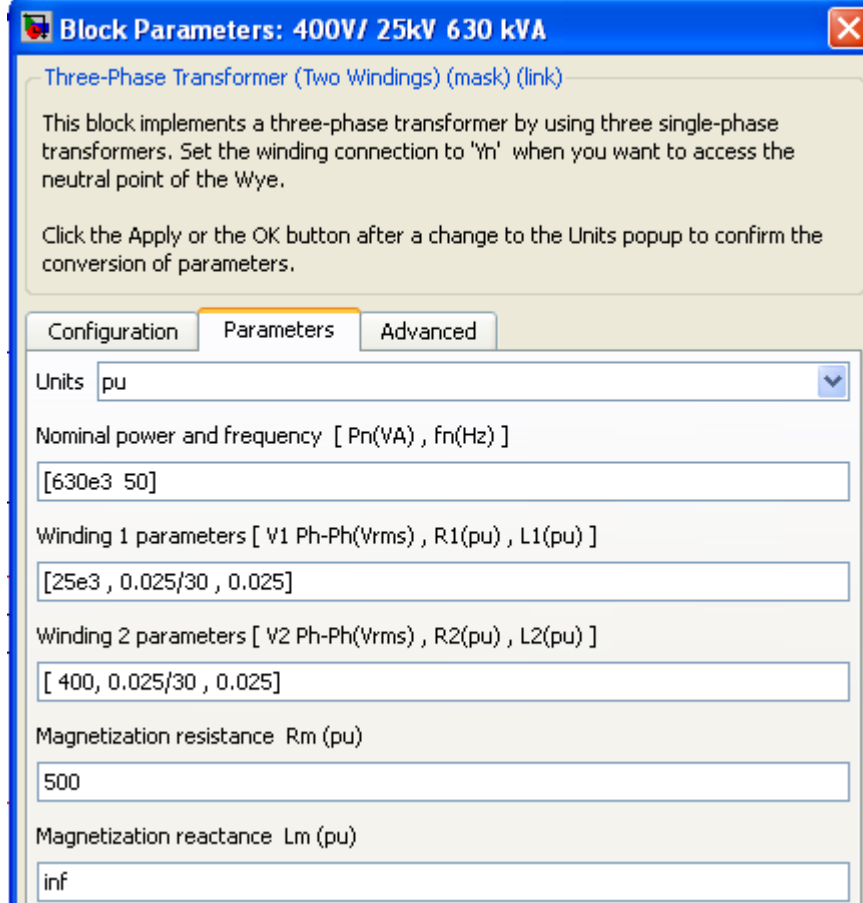 Block Parameters: 400V/ 25kV 630 kVA
Three-Phase Transformer (Two Windings) (mask) (link)
This block implements a three-phase transformer by using three single-phase
transformers. Set the winding connection to 'Yn' when you want to access the
neutral point of the Wye.
Click the Apply or the OK button after a change to the Units popup to confirm the
conversion of parameters.
Configuration Parameters Advanced
Units pu
Nominal power and frequency [ Pn(VA) , fn(Hz) ]
[630e3 50]
Winding 1 parameters [ V1 Ph-Ph(Vrms) , R1(pu) , L1(pu) ]
[25e3 , 0.025/30 , 0.025]
Winding 2 parameters [ V2 Ph-Ph(Vrms) , R2(pu) , L2(pu) ]
[ 400, 0.025/30 , 0.025]
Magnetization resistance Rm (pu)
500
Magnetization reactance Lm (pu)
inf